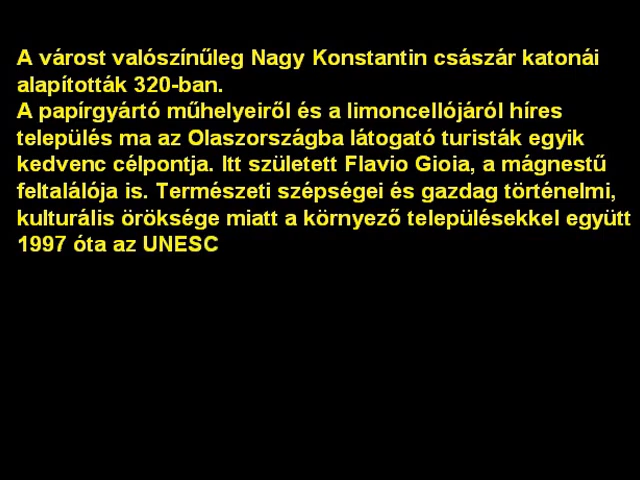 A várost valószínűleg Nagy Konstantin császár katonái
alapították 320-ban.
A papírgyártó műhelyeiről és a limoncellójáról híres
település ma az Olaszországba látogató turisták egyik
kedvenc célpontja. Itt született Flavio Gioia, a mágnestű
feltalálója is. Természeti szépségei és gazdag történelmi,
kulturális öröksége miatt a környező településekkel együtt
1997 óta az UNESC